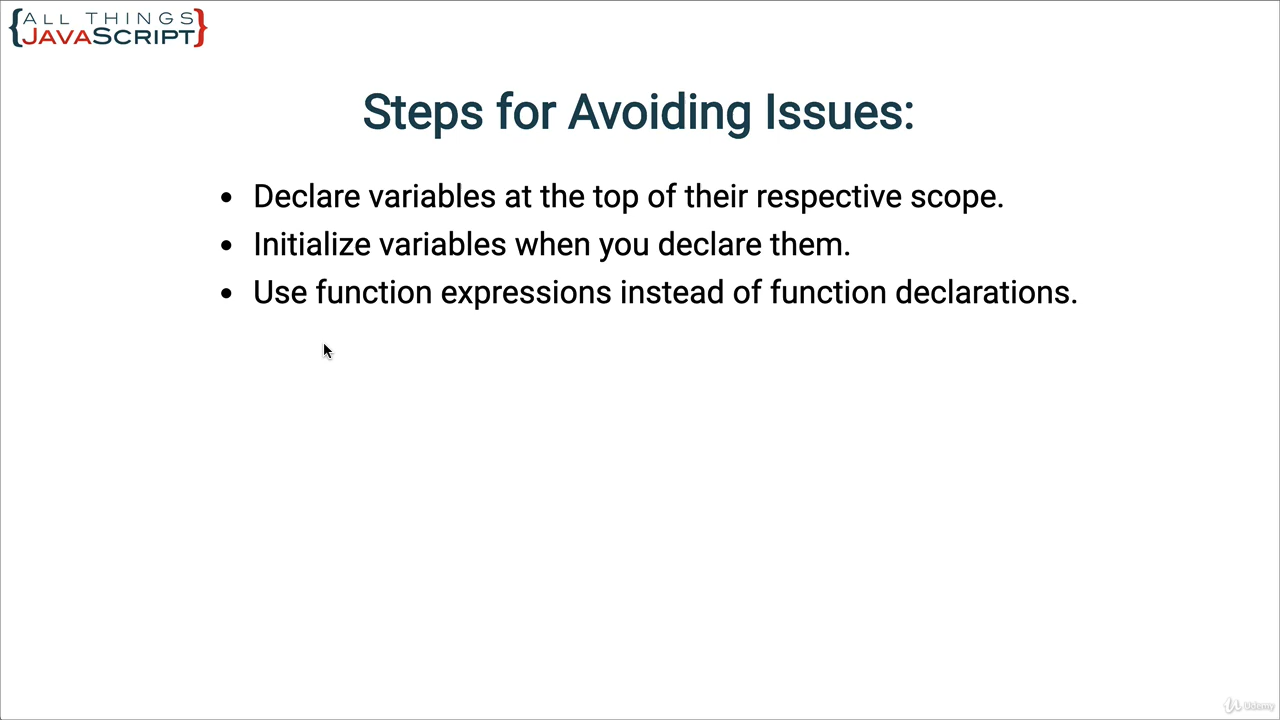 {ALL THINGS
JAVASCRIPT}
Steps for Avoiding Issues:
• Declare variables at the top of their respective scope.
• Initialize variables when you declare them.
• Use function expressions instead of function declarations.
Udemy